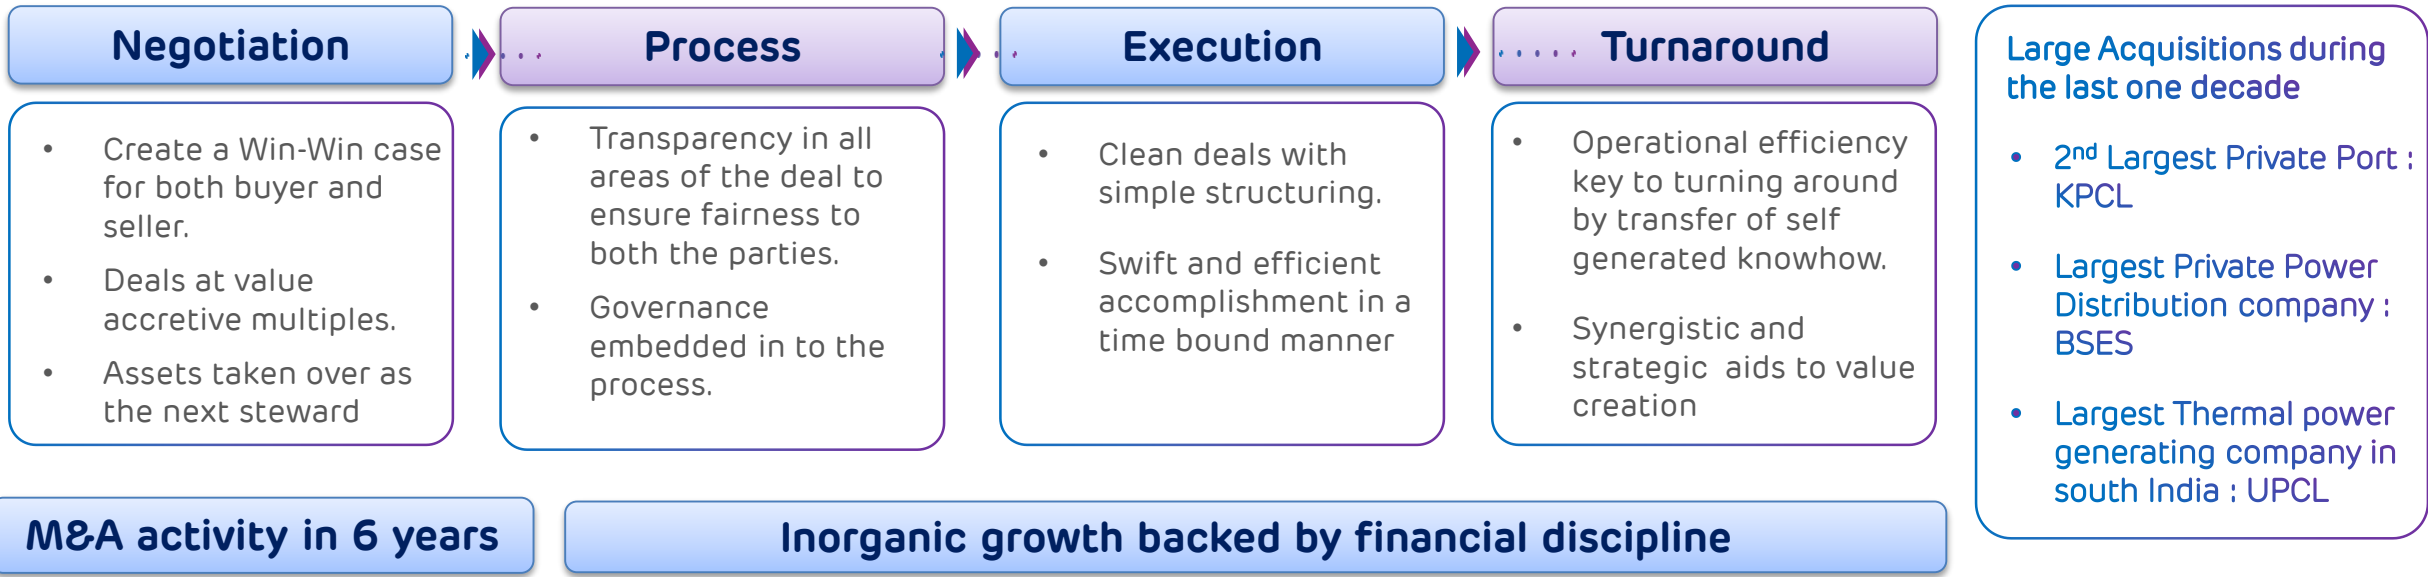 Negotiation
• Create a Win-Win case
for both buyer and
seller.
• Deals at value
accretive multiples.
• Assets taken over as
the next steward
Process
• Transparency in all
areas of the deal to
ensure fairness to
both the parties.
• Governance
embedded in to the
process.
Execution
• Clean deals with
simple structuring.
• Swift and efficient
accomplishment in a
time bound manner
Turnaround
• Operational efficiency
key to turning around
by transfer of self
generated knowhow.
• Synergistic and
strategic aids to value
creation
Large Acquisitions during
the last one decade
• 2nd Largest Private Port :
KPCL
• Largest Private Power
Distribution company :
BSES
• Largest Thermal power
generating company in
south India : UPCL
M&A activity in 6 years
Inorganic growth backed by financial discipline